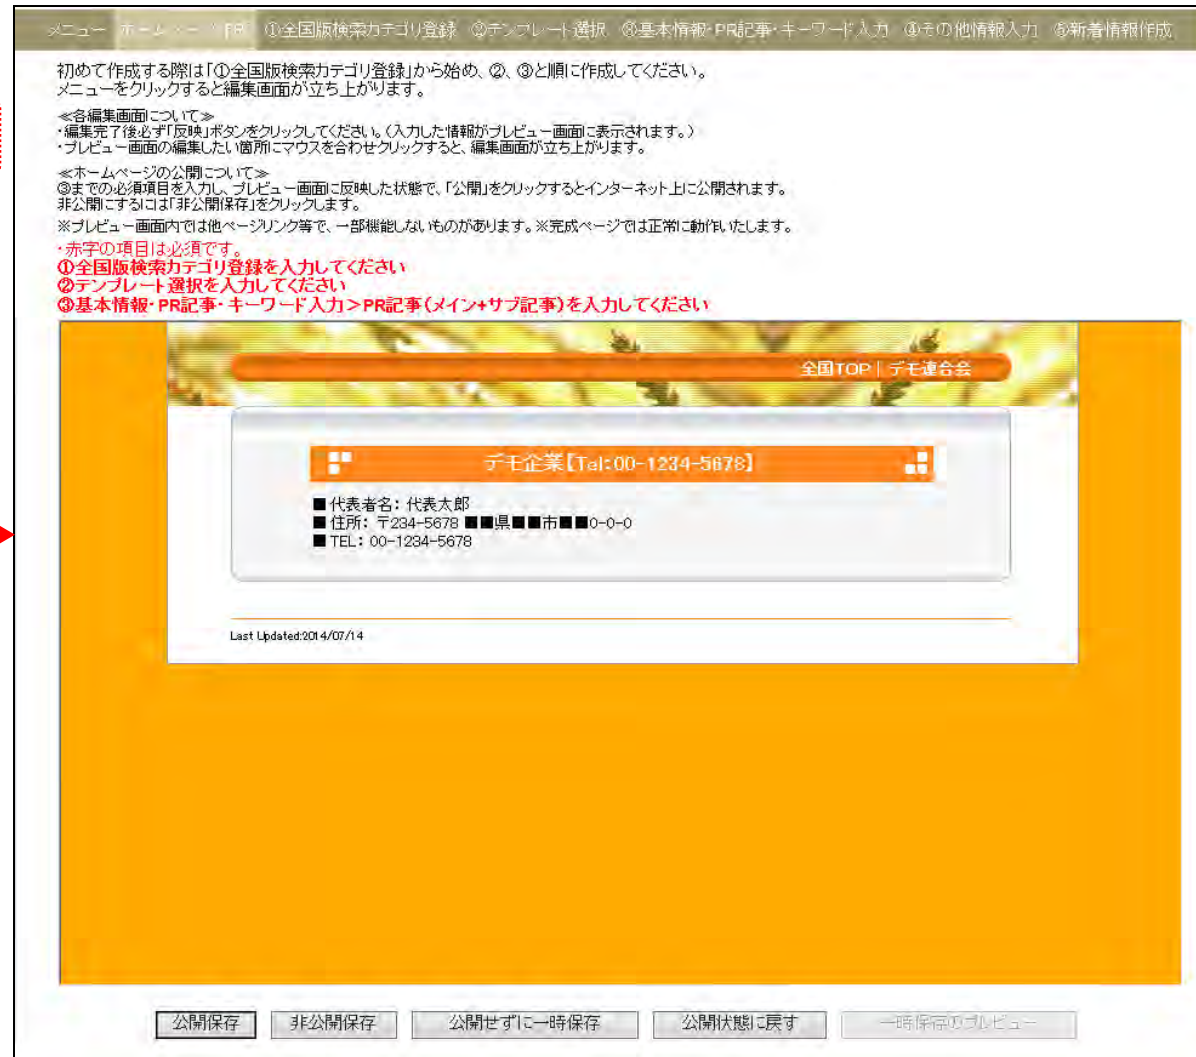 メニュー ホームページPR ①全国版検索カテゴリ登録 ②テンプレート選択 ③基本情報・PR記事・キーワード入力 ④その他情報入力 ⑤新着情報作成
初めて作成する際は「①全国版検索カテゴリ登録」から始め、②、③と順に作成してください。
メニューをクリックすると編集画面が立ち上がります。
≪各編集画面について≫
・編集完了後必ず「反映」ボタンをクリックしてください。（入力した情報がプレビュー画面に表示されます。）
・プレビュー画面の編集したい箇所にマウスを合わせクリックすると、編集画面が立ち上がります。
≪ホームページの公開について≫
③までの必須項目を入力し、プレビュー画面に反映した状態で、「公開」をクリックするとインターネット上に公開されます。
非公開にするには「非公開保存」をクリックします。
※プレビュー画面内では他ページリンク等で、一部機能しないものがあります。※完成ページでは正常に動作いたします。
・赤字の項目は必須です。
①全国版検索カテゴリ登録を入力してください
②テンプレート選択を入力してください
③基本情報・PR記事・キーワード入力＞PR記事（メイン+サブ記事）を入力してください
全国TOP｜デモ連合会
デモ企業【Tel:00-1234-5678】
■代表者名：代表太郎
■住所：〒234-5678 ■■県■■市■■0-0-0
■TEL：00-1234-5678
Last Updated:2014/07/14
公開保存 非公開保存 公開せずに一時保存 公開状態に戻す 一時保存のプレビュー